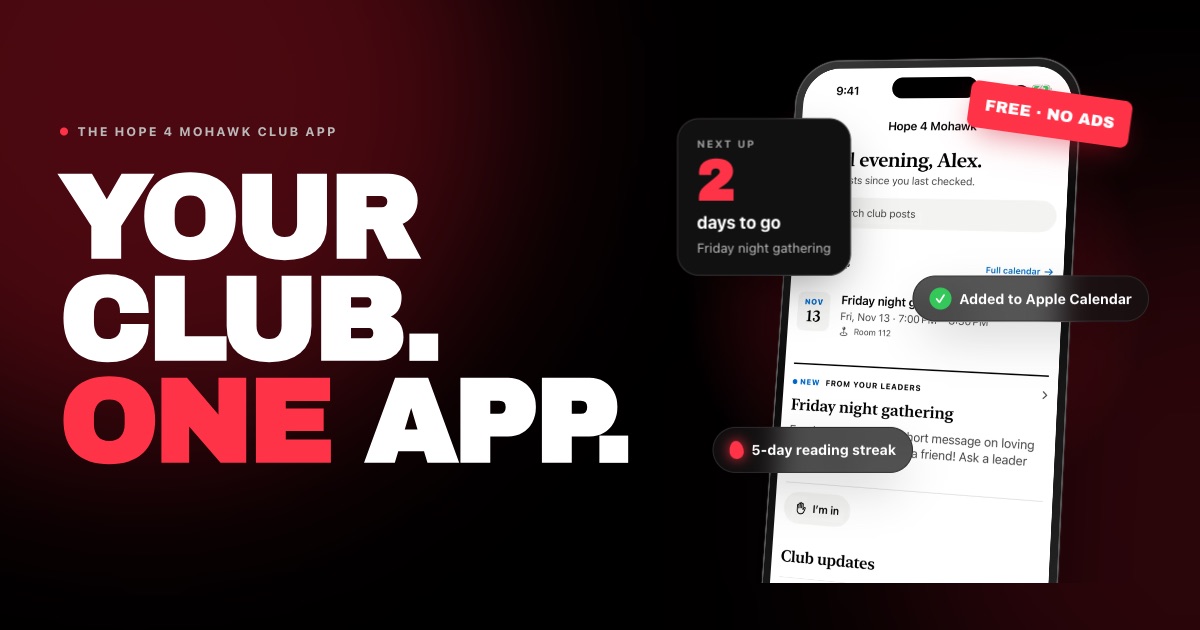 THE HOPE 4 MOHAWK CLUB APP
YOUR
CLUB.
ONE APP.
NEXT UP
2
days to go
Friday night gathering
9:41
FREE · NO ADS
Hope 4 Mohawk
evening, Alex.
since you last checked.
club posts
Full calendar →
NOV
13
Friday night
Fri, Nov 13 · 7:00
Room 112
Added to Apple Calendar
NEW FROM YOUR LEADERS
Friday night gathering
short message on loving
a friend! Ask a leader
5-day reading streak
I'm in
Club updates